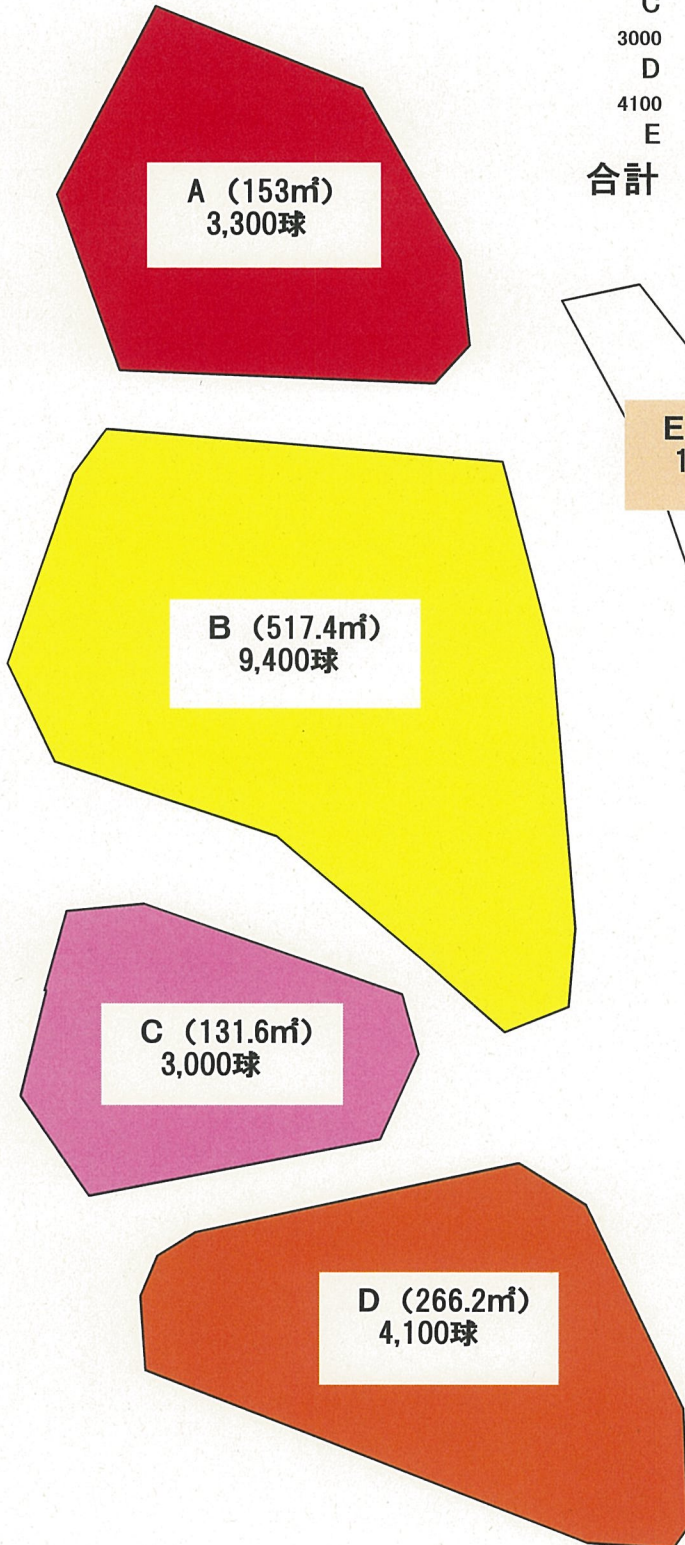 C
3000
D
4100
E
合計
A （153㎡）
3,300球
E
1
B （517.4㎡）
9,400球
C （131.6㎡）
3,000球
D （266.2㎡）
4,100球